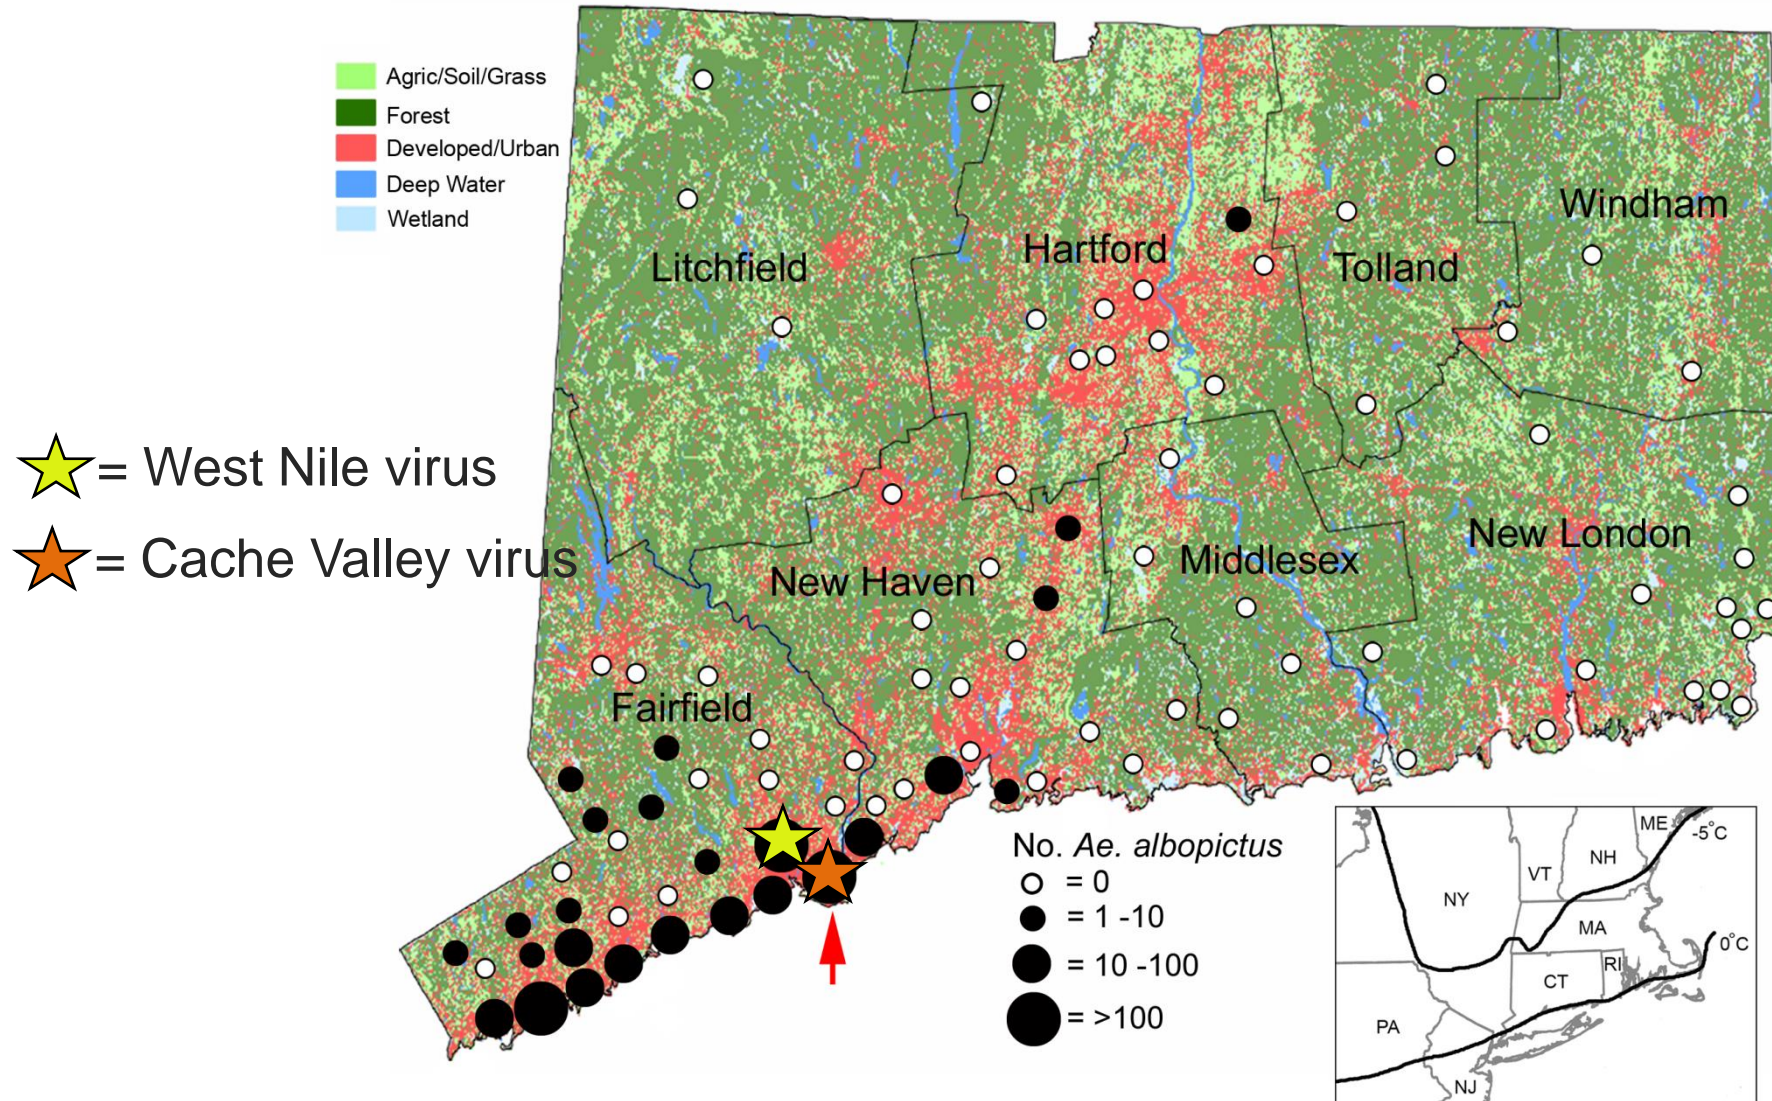 Agric/Soil/Grass
Forest
Developed/Urban
Deep Water
Wetland
= West Nile virus
= Cache Valley virus
Litchfield
Hartford
Tolland
Windham
New Haven
Middlesex
New London
Fairfield
No. Ae. albopictus
= 0
= 1 -10
= 10 -100
= >100
ME
-5°C
VT
NH
NY
MA
0°C
RI
CT
PA
NJ